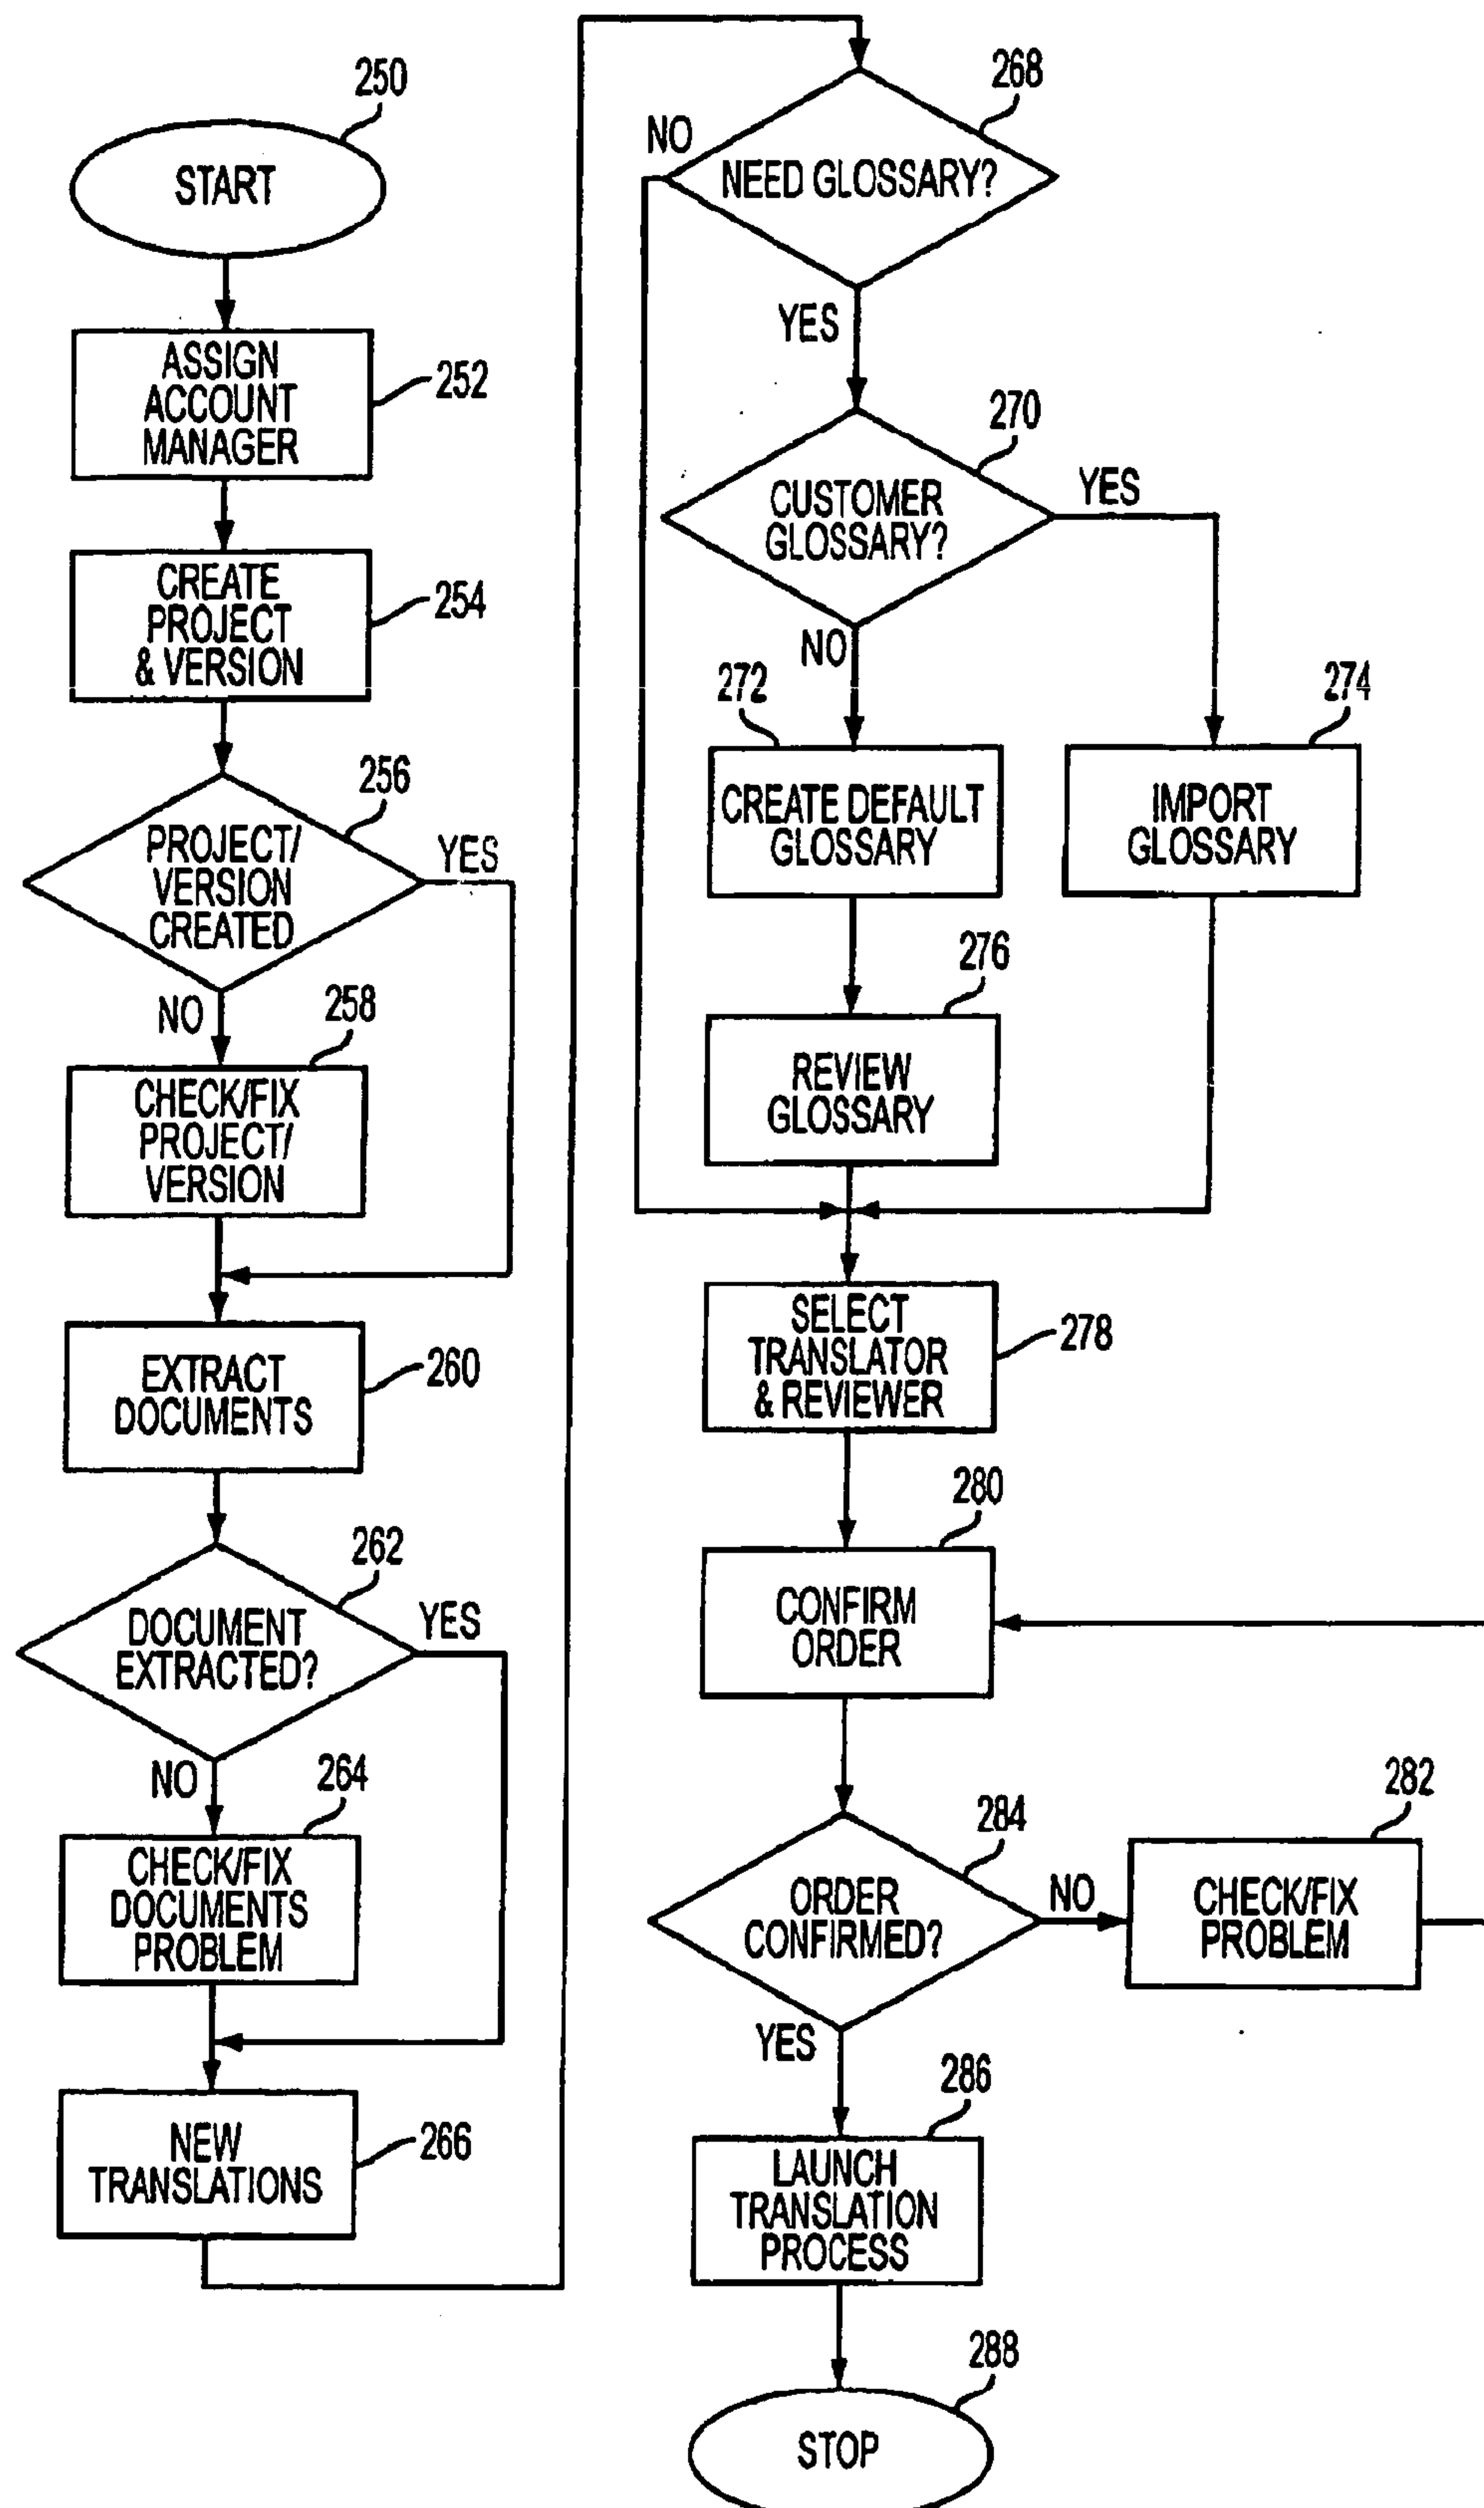 250
START
ASSIGN
ACCOUNT
MANAGER
252
CREATE
PROJECT
& VERSION
254
256
PROJECT/
VERSION
CREATED
YES
NO
258
CHECK/FIX
PROJECT/
VERSION
EXTRACT
DOCUMENTS
260
262
DOCUMENT
EXTRACTED?
YES
NO
264
CHECK/FIX
DOCUMENTS
PROBLEM
NEW
TRANSLATIONS
266
268
NO
NEED GLOSSARY?
YES
270
CUSTOMER
GLOSSARY?
YES
NO
272
CREATE DEFAULT
GLOSSARY
274
IMPORT
GLOSSARY
276
REVIEW
GLOSSARY
SELECT
TRANSLATOR
& REVIEWER
278
280
CONFIRM
ORDER
284
ORDER
CONFIRMED?
NO
282
CHECK/FIX
PROBLEM
YES
286
LAUNCH
TRANSLATION
PROCESS
288
STOP